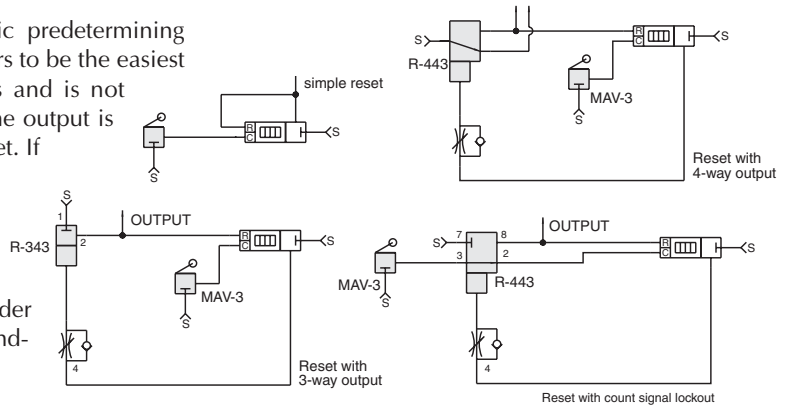 ic predetermining
rs to be the easiest
s and is not
he output is
et. If
der
nd-
simple reset
R
C
S
S
S
R-443
R
C
S
MAV-3
S
Reset with
4-way output
S
1
2
OUTPUT
R-343
R
C
S
MAV-3
S
4
Reset with
3-way output
S
7
8
OUTPUT
3
2
R
C
S
MAV-3
S
R-443
4
Reset with count signal lockout